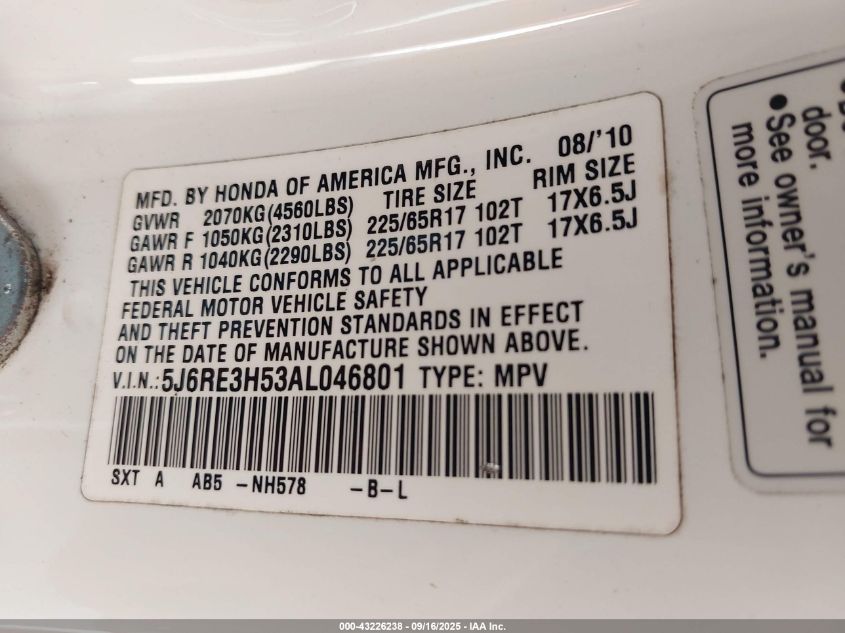 MFD. BY HONDA OF AMERICA MFG., INC. 08/'10
GVWR 2070KG(4560LBS) TIRE SIZE RIM SIZE
GAWR F 1050KG(2310LBS) 225/65R17 102T 17X6.5J
GAWR R 1040KG(2290LBS) 225/65R17 102T 17X6.5J
THIS VEHICLE CONFORMS TO ALL APPLICABLE
FEDERAL MOTOR VEHICLE SAFETY
AND THEFT PREVENTION STANDARDS IN EFFECT
ON THE DATE OF MANUFACTURE SHOWN ABOVE.
V.I.N.:5J6RE3H53AL046801 TYPE: MPV
SXT A AB5 -NH578 -B-L
door.
●See owner's manual for
more information.
000-43226238 - 09/16/2025 - IAA Inc.